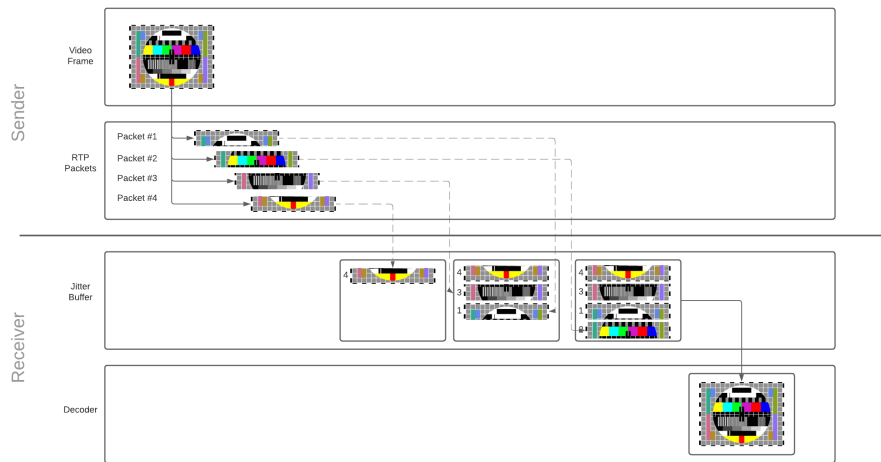 Sender
Video
Frame
RTP
Packets
Packet #1
Packet #2
Packet #3
Packet #4
Receiver
Jitter
Buffer
4
4
3
1
4
3
1
Decoder